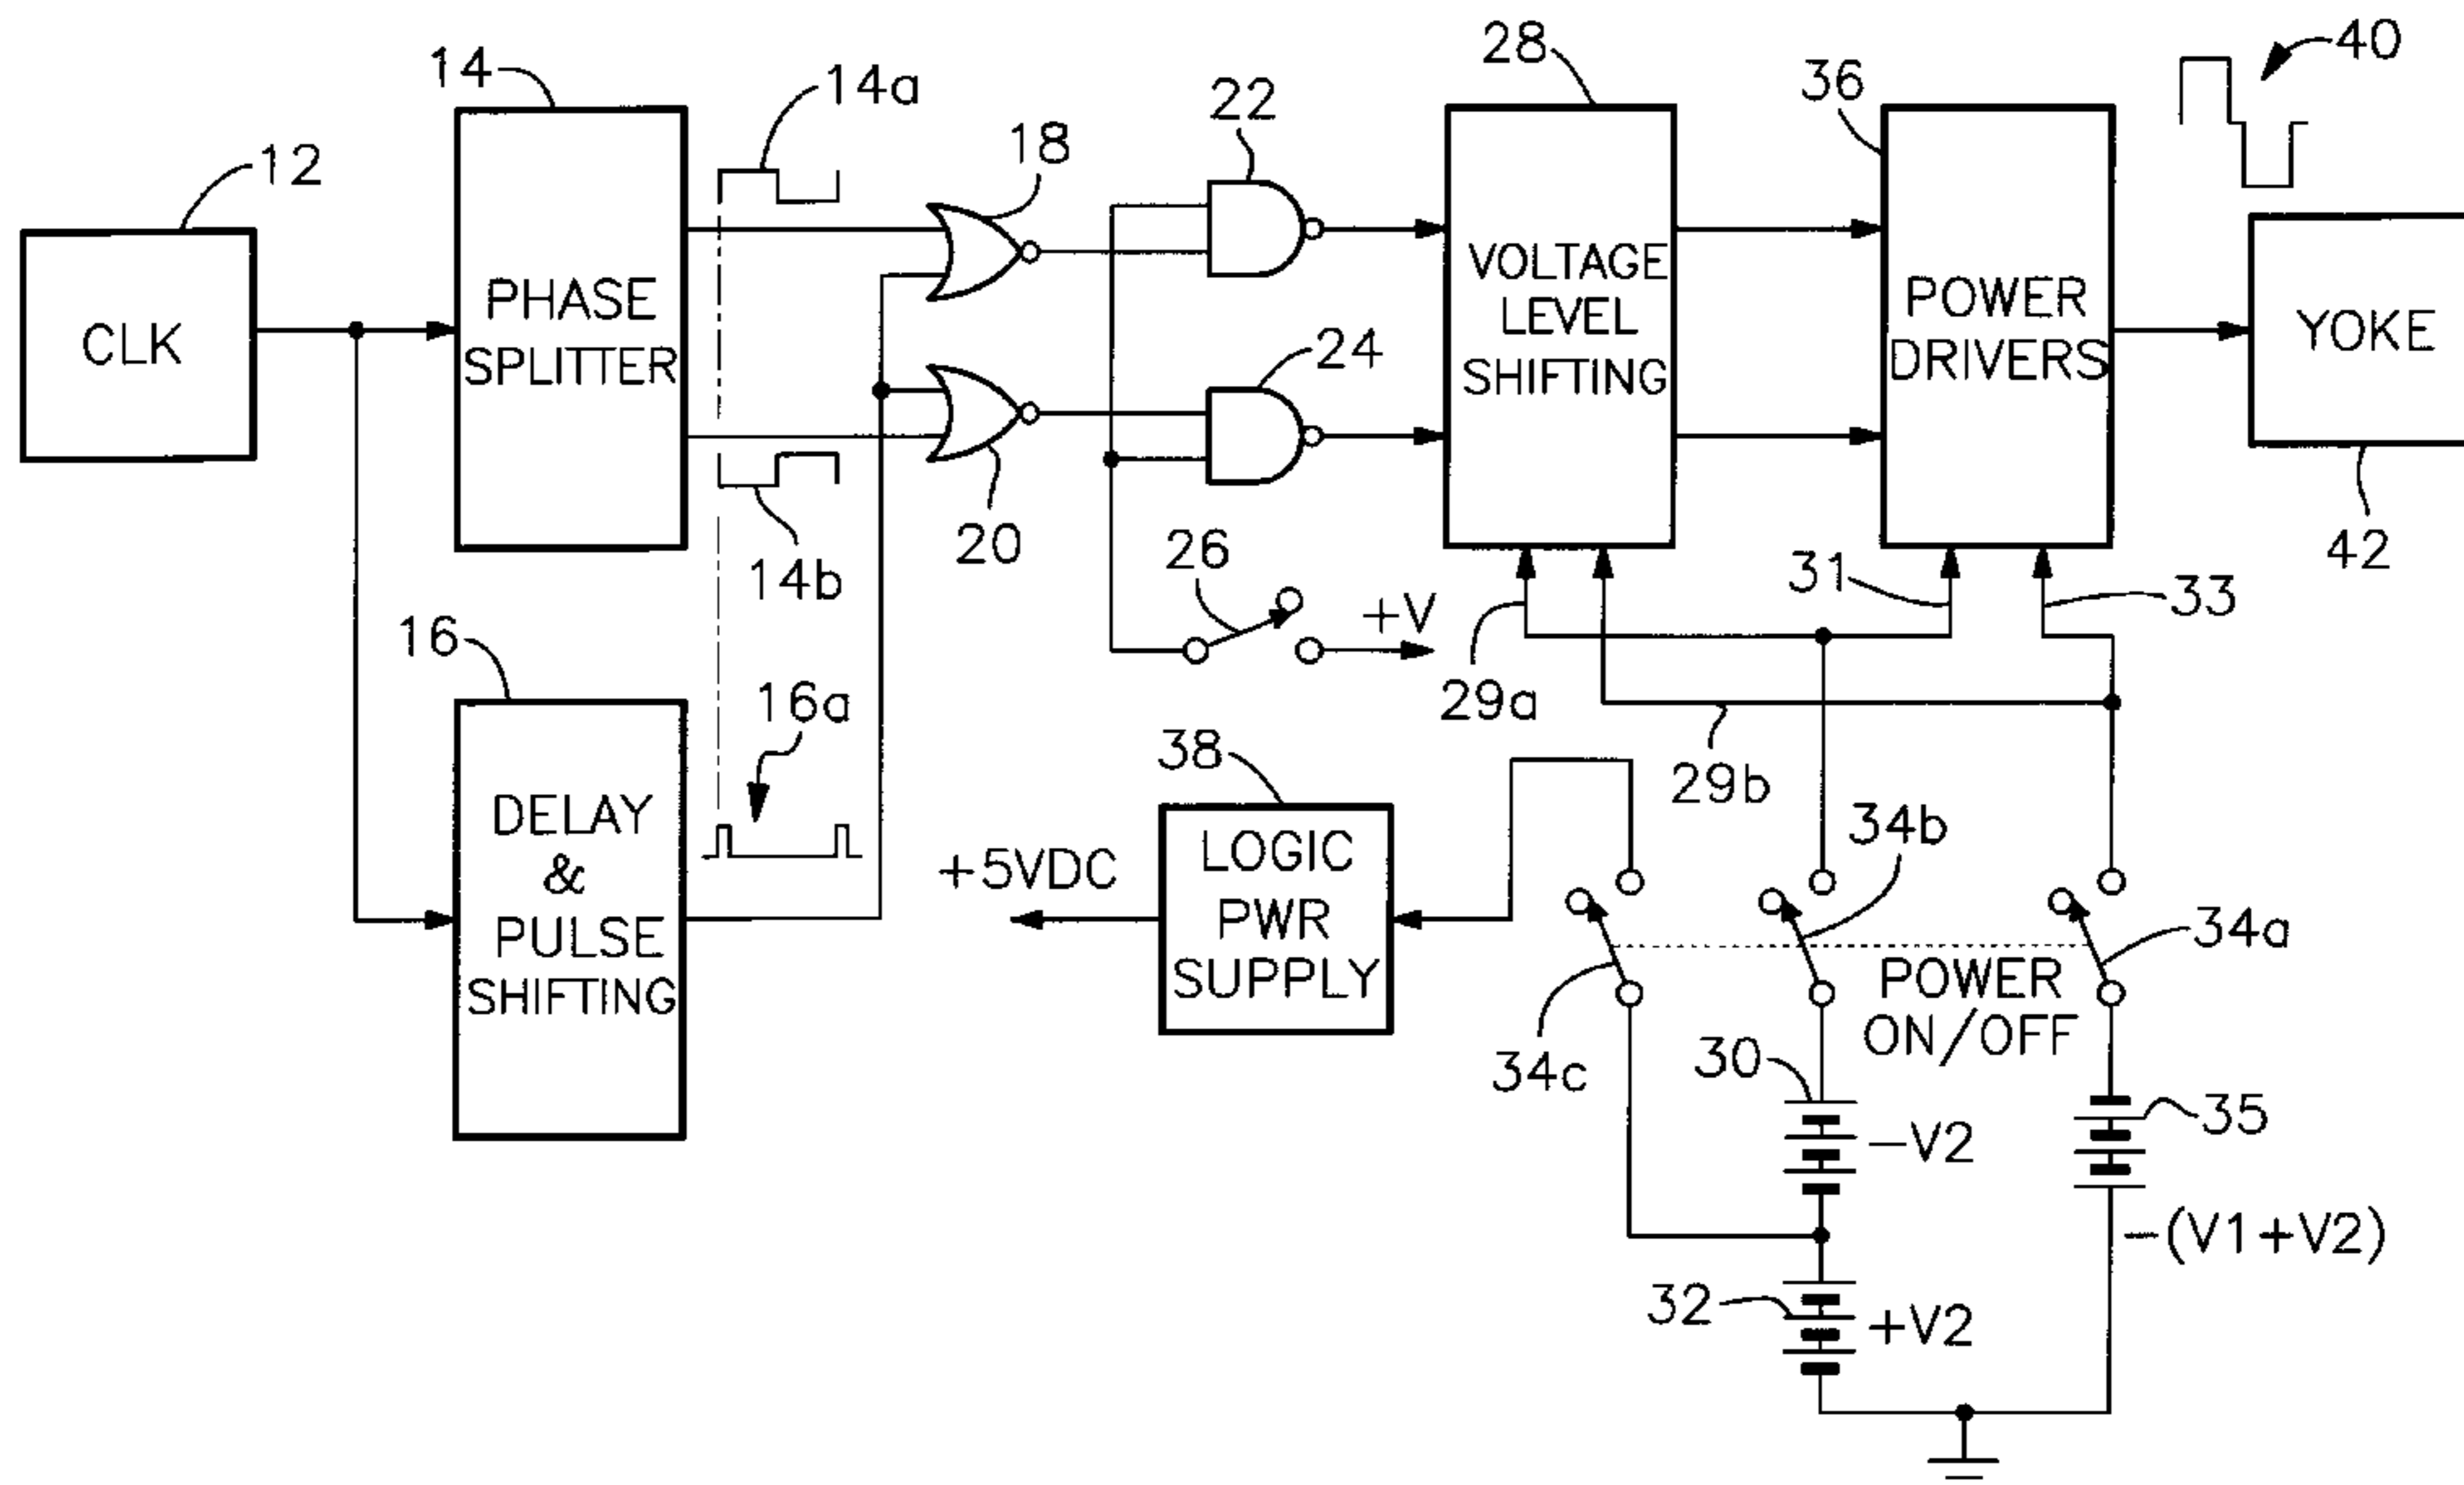 12
CLK
14
PHASE
SPLITTER
14a
14b
16
DELAY
&
PULSE
SHIFTING
16a
18
20
22
24
26
+V
28
VOLTAGE
LEVEL
SHIFTING
29a
29b
36
POWER
DRIVERS
31
33
40
YOKE
42
38
LOGIC
PWR
SUPPLY
+5VDC
34c
34b
34a
POWER
ON/OFF
30
−V2
32
+V2
35
−(V1+V2)